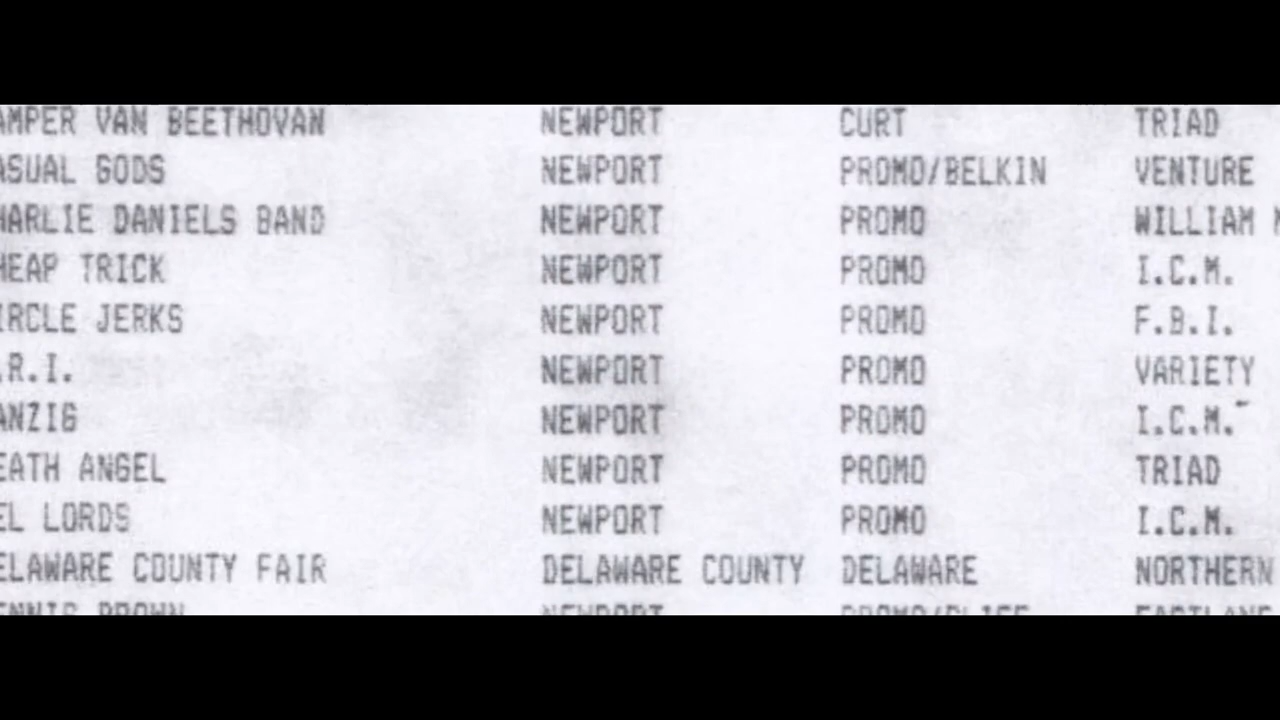 AMPER VAN BEETHOVAN NEWPORT CURT TRIAD
ASUAL GODS NEWPORT PROMO/BELKIN VENTURE
HARLIE DANIELS BAND NEWPORT PROMO WILLIAM
HEAP TRICK NEWPORT PROMO I.C.M.
IRCLE JERKS NEWPORT PROMO F.B.I.
.R.I. NEWPORT PROMO VARIETY
ANZIG NEWPORT PROMO I.C.M.
EATH ANGEL NEWPORT PROMO TRIAD
EL LORDS NEWPORT PROMO I.C.M.
ELAWARE COUNTY FAIR DELAWARE COUNTY DELAWARE NORTHERN
NEWPORT